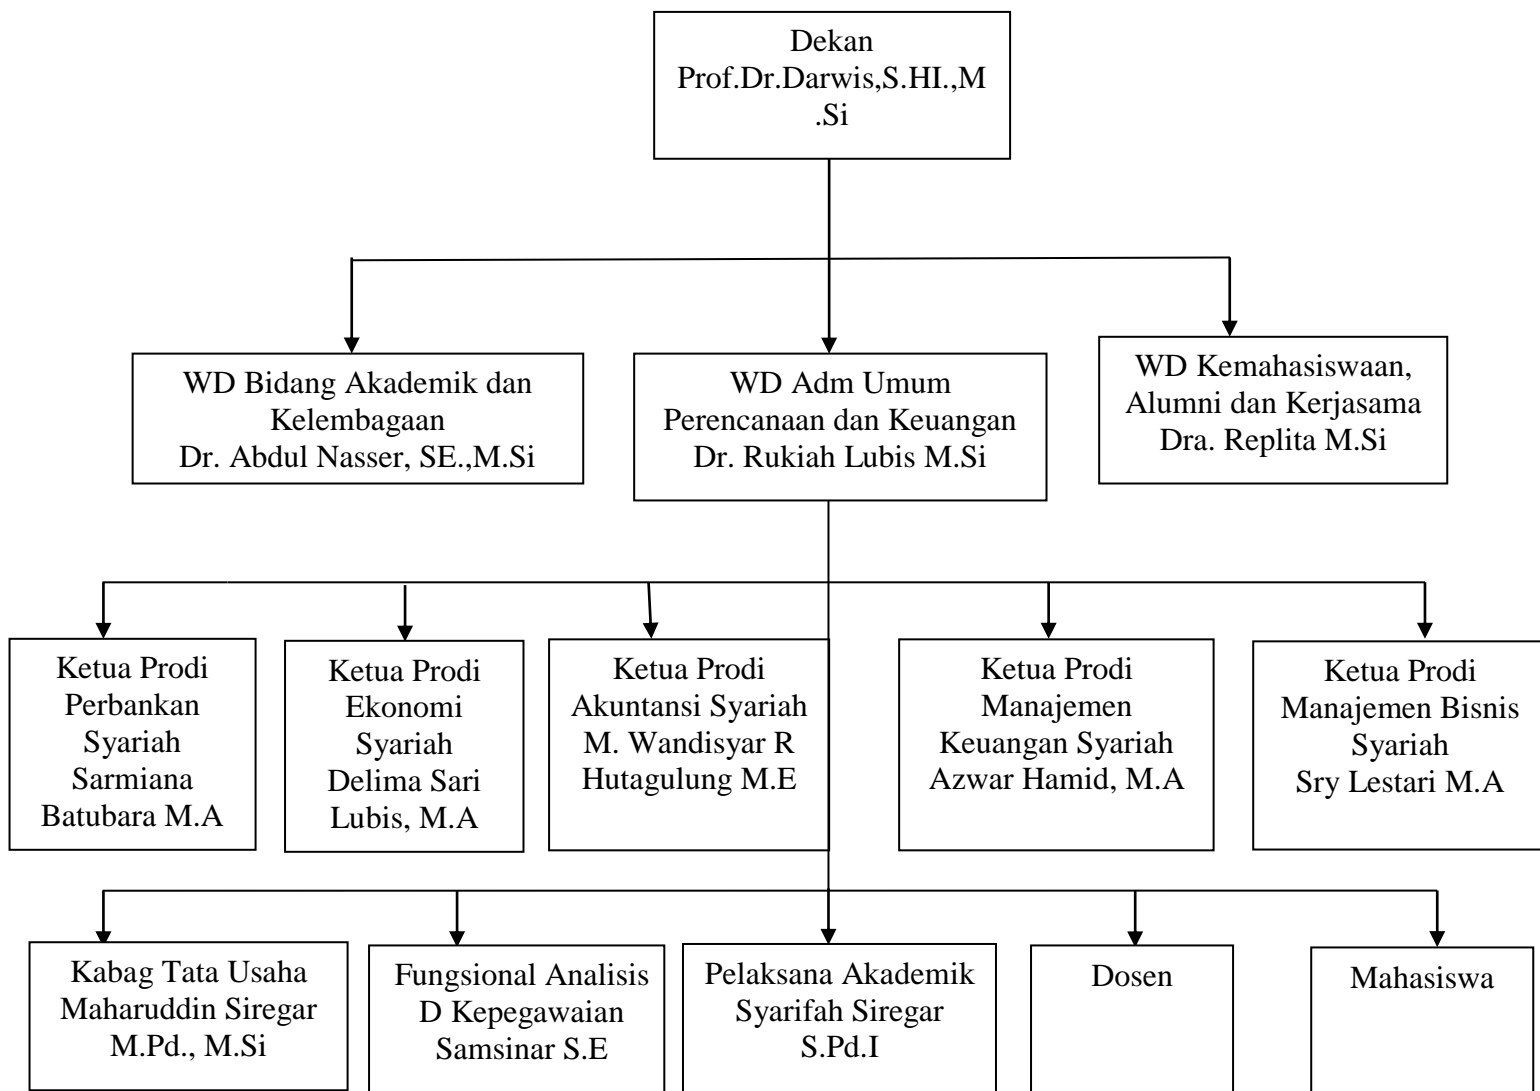 Dekan
Prof.Dr.Darwis,S.HI.,M
.Si
WD Bidang Akademik dan
Kelembagaan
Dr. Abdul Nasser, SE.,M.Si
WD Adm Umum
Perencanaan dan Keuangan
Dr. Rukiah Lubis M.Si
WD Kemahasiswaan,
Alumni dan Kerjasama
Dra. Replita M.Si
Ketua Prodi
Perbankan
Syariah
Sarmiana
Batubara M.A
Ketua Prodi
Ekonomi
Syariah
Delima Sari
Lubis, M.A
Ketua Prodi
Akuntansi Syariah
M. Wandisyar R
Hutagulung M.E
Ketua Prodi
Manajemen
Keuangan Syariah
Azwar Hamid, M.A
Ketua Prodi
Manajemen Bisnis
Syariah
Sry Lestari M.A
Kabag Tata Usaha
Maharuddin Siregar
M.Pd., M.Si
Fungsional Analisis
D Kepegawaian
Samsinar S.E
Pelaksana Akademik
Syarifah Siregar
S.Pd.I
Dosen
Mahasiswa